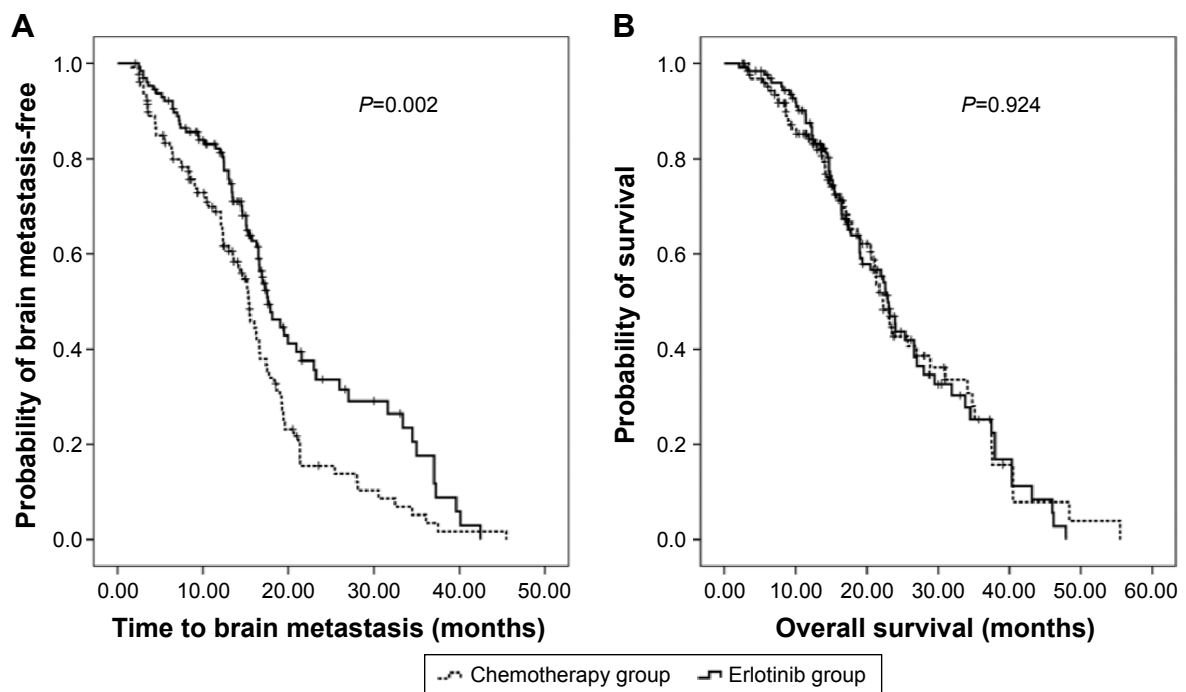 A
B
P=0.002
P=0.924
Probability of brain metastasis-free
1.0
0.8
0.6
0.4
0.2
0.0
0.00 10.00 20.00 30.00 40.00 50.00
Time to brain metastasis (months)
Probability of survival
1.0
0.8
0.6
0.4
0.2
0.0
0.00 10.00 20.00 30.00 40.00 50.00 60.00
Overall survival (months)
Chemotherapy group Erlotinib group